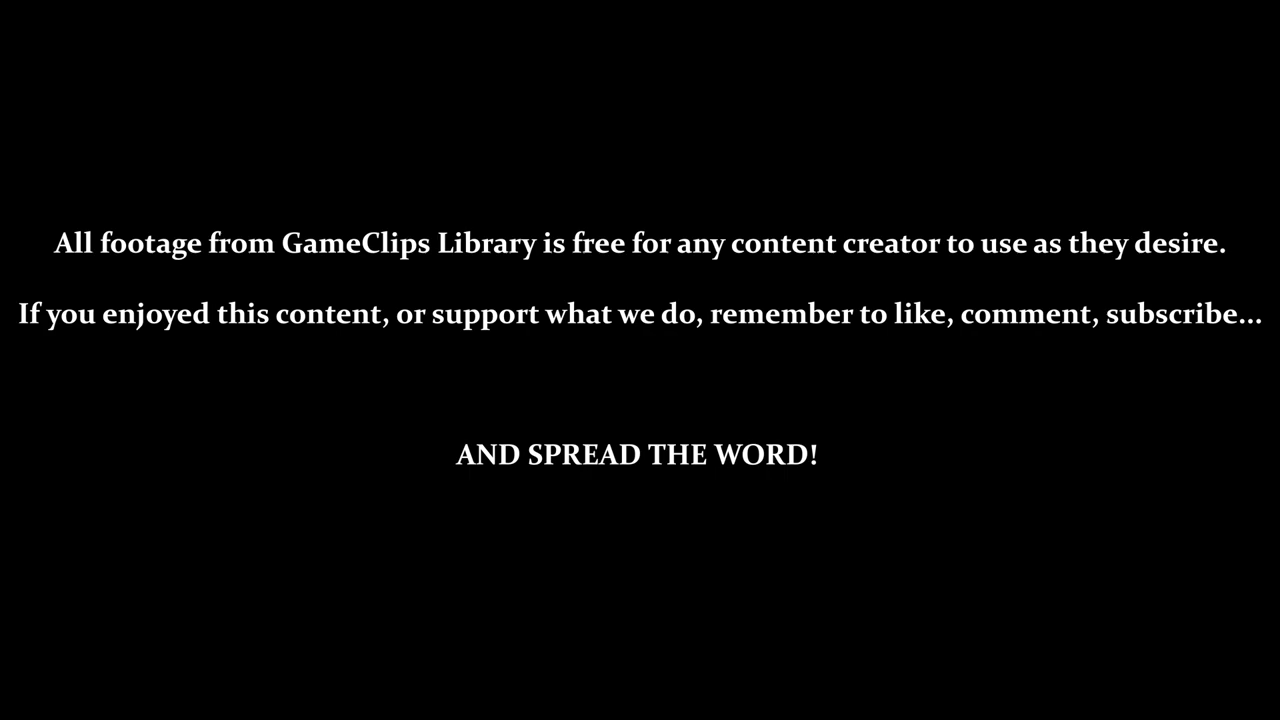 All footage from GameClips Library is free for any content creator to use as they desire.
If you enjoyed this content, or support what we do, remember to like, comment, subscribe...
AND SPREAD THE WORD!